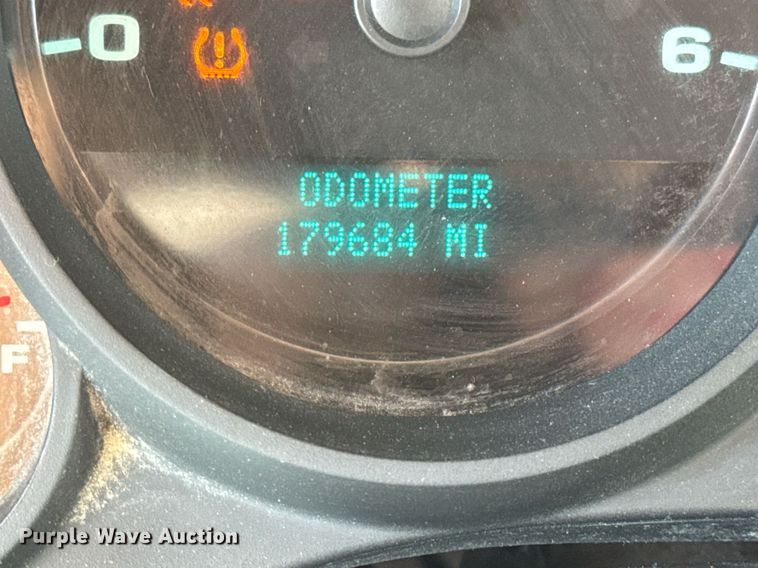 0
6
ODOMETER
179684 MI
F
Purple Wave Auction